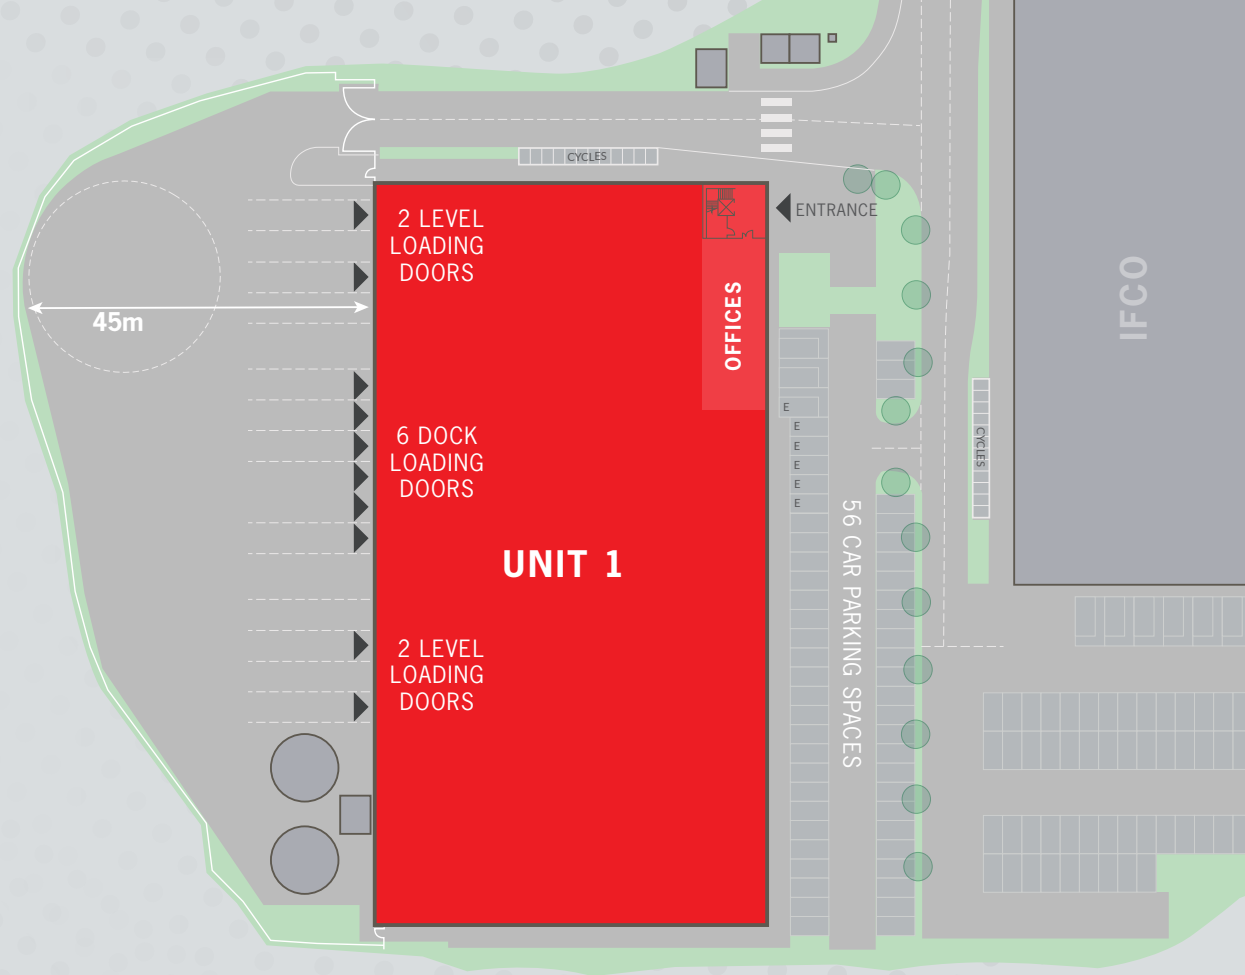 CYCLES
ENTRANCE
2 LEVEL
LOADING
DOORS
45m
OFFICES
IFCO
E
E
E
E
E
E
CYCLES
6 DOCK
LOADING
DOORS
56 CAR PARKING SPACES
UNIT 1
2 LEVEL
LOADING
DOORS